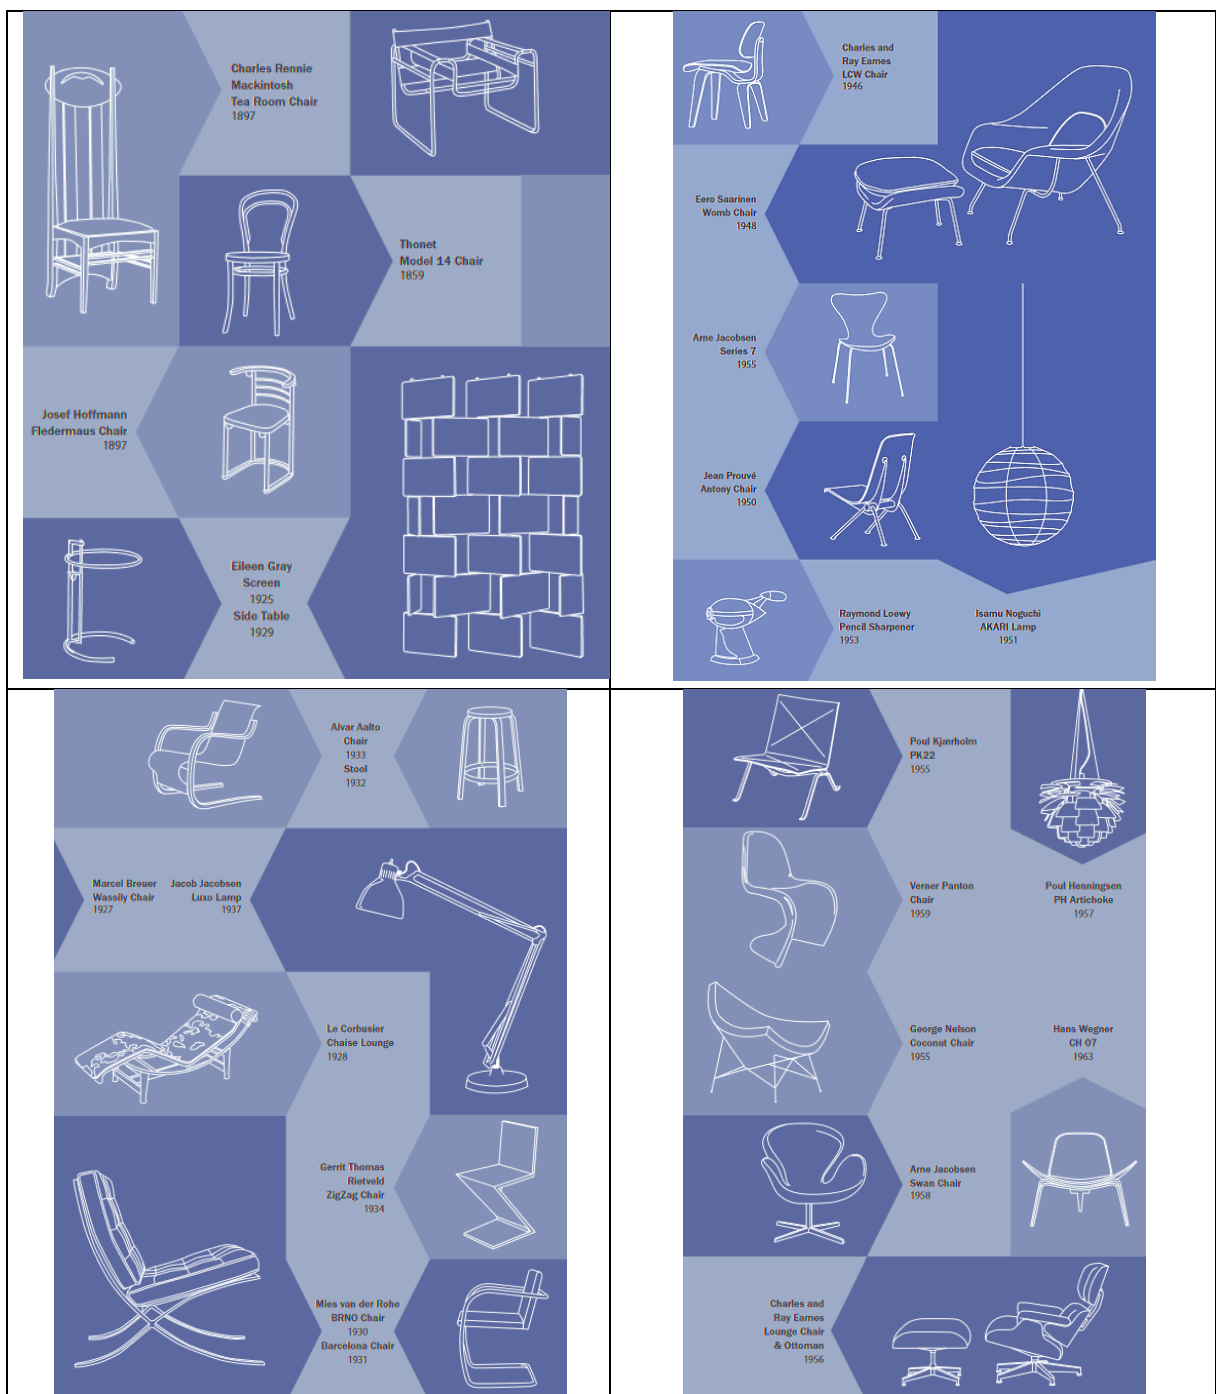 Charles Rennie
Mackintosh
Tea Room Chair
1897
Thonet
Model 14 Chair
1859
Josef Hoffmann
Fledermaus Chair
1897
Eileen Gray
Screen
1925
Side Table
1929
Charles and
Ray Eames
LCW Chair
1946
Eero Saarinen
Womb Chair
1948
Arne Jacobsen
Series 7
1955
Jean Prouvé
Antony Chair
1950
Raymond Loewy
Pencil Sharpener
1953
Isamu Noguchi
AKARI Lamp
1951
Alvar Aalto
Chair
1933
Stool
1932
Marcel Breuer
Wassily Chair
1927
Jacob Jacobsen
Luxo Lamp
1937
Le Corbusier
Chaise Lounge
1928
Gerrit Thomas
Rietveld
ZigZag Chair
1934
Mies van der Rohe
BRNO Chair
1930
Barcelona Chair
1931
Poul Kjærholm
PK22
1955
Verner Panton
Chair
1959
Poul Henningsen
PH Artichoke
1957
George Nelson
Coconut Chair
1955
Hans Wegner
CH 07
1963
Arne Jacobsen
Swan Chair
1958
Charles and
Ray Eames
Lounge Chair
& Ottoman
1956